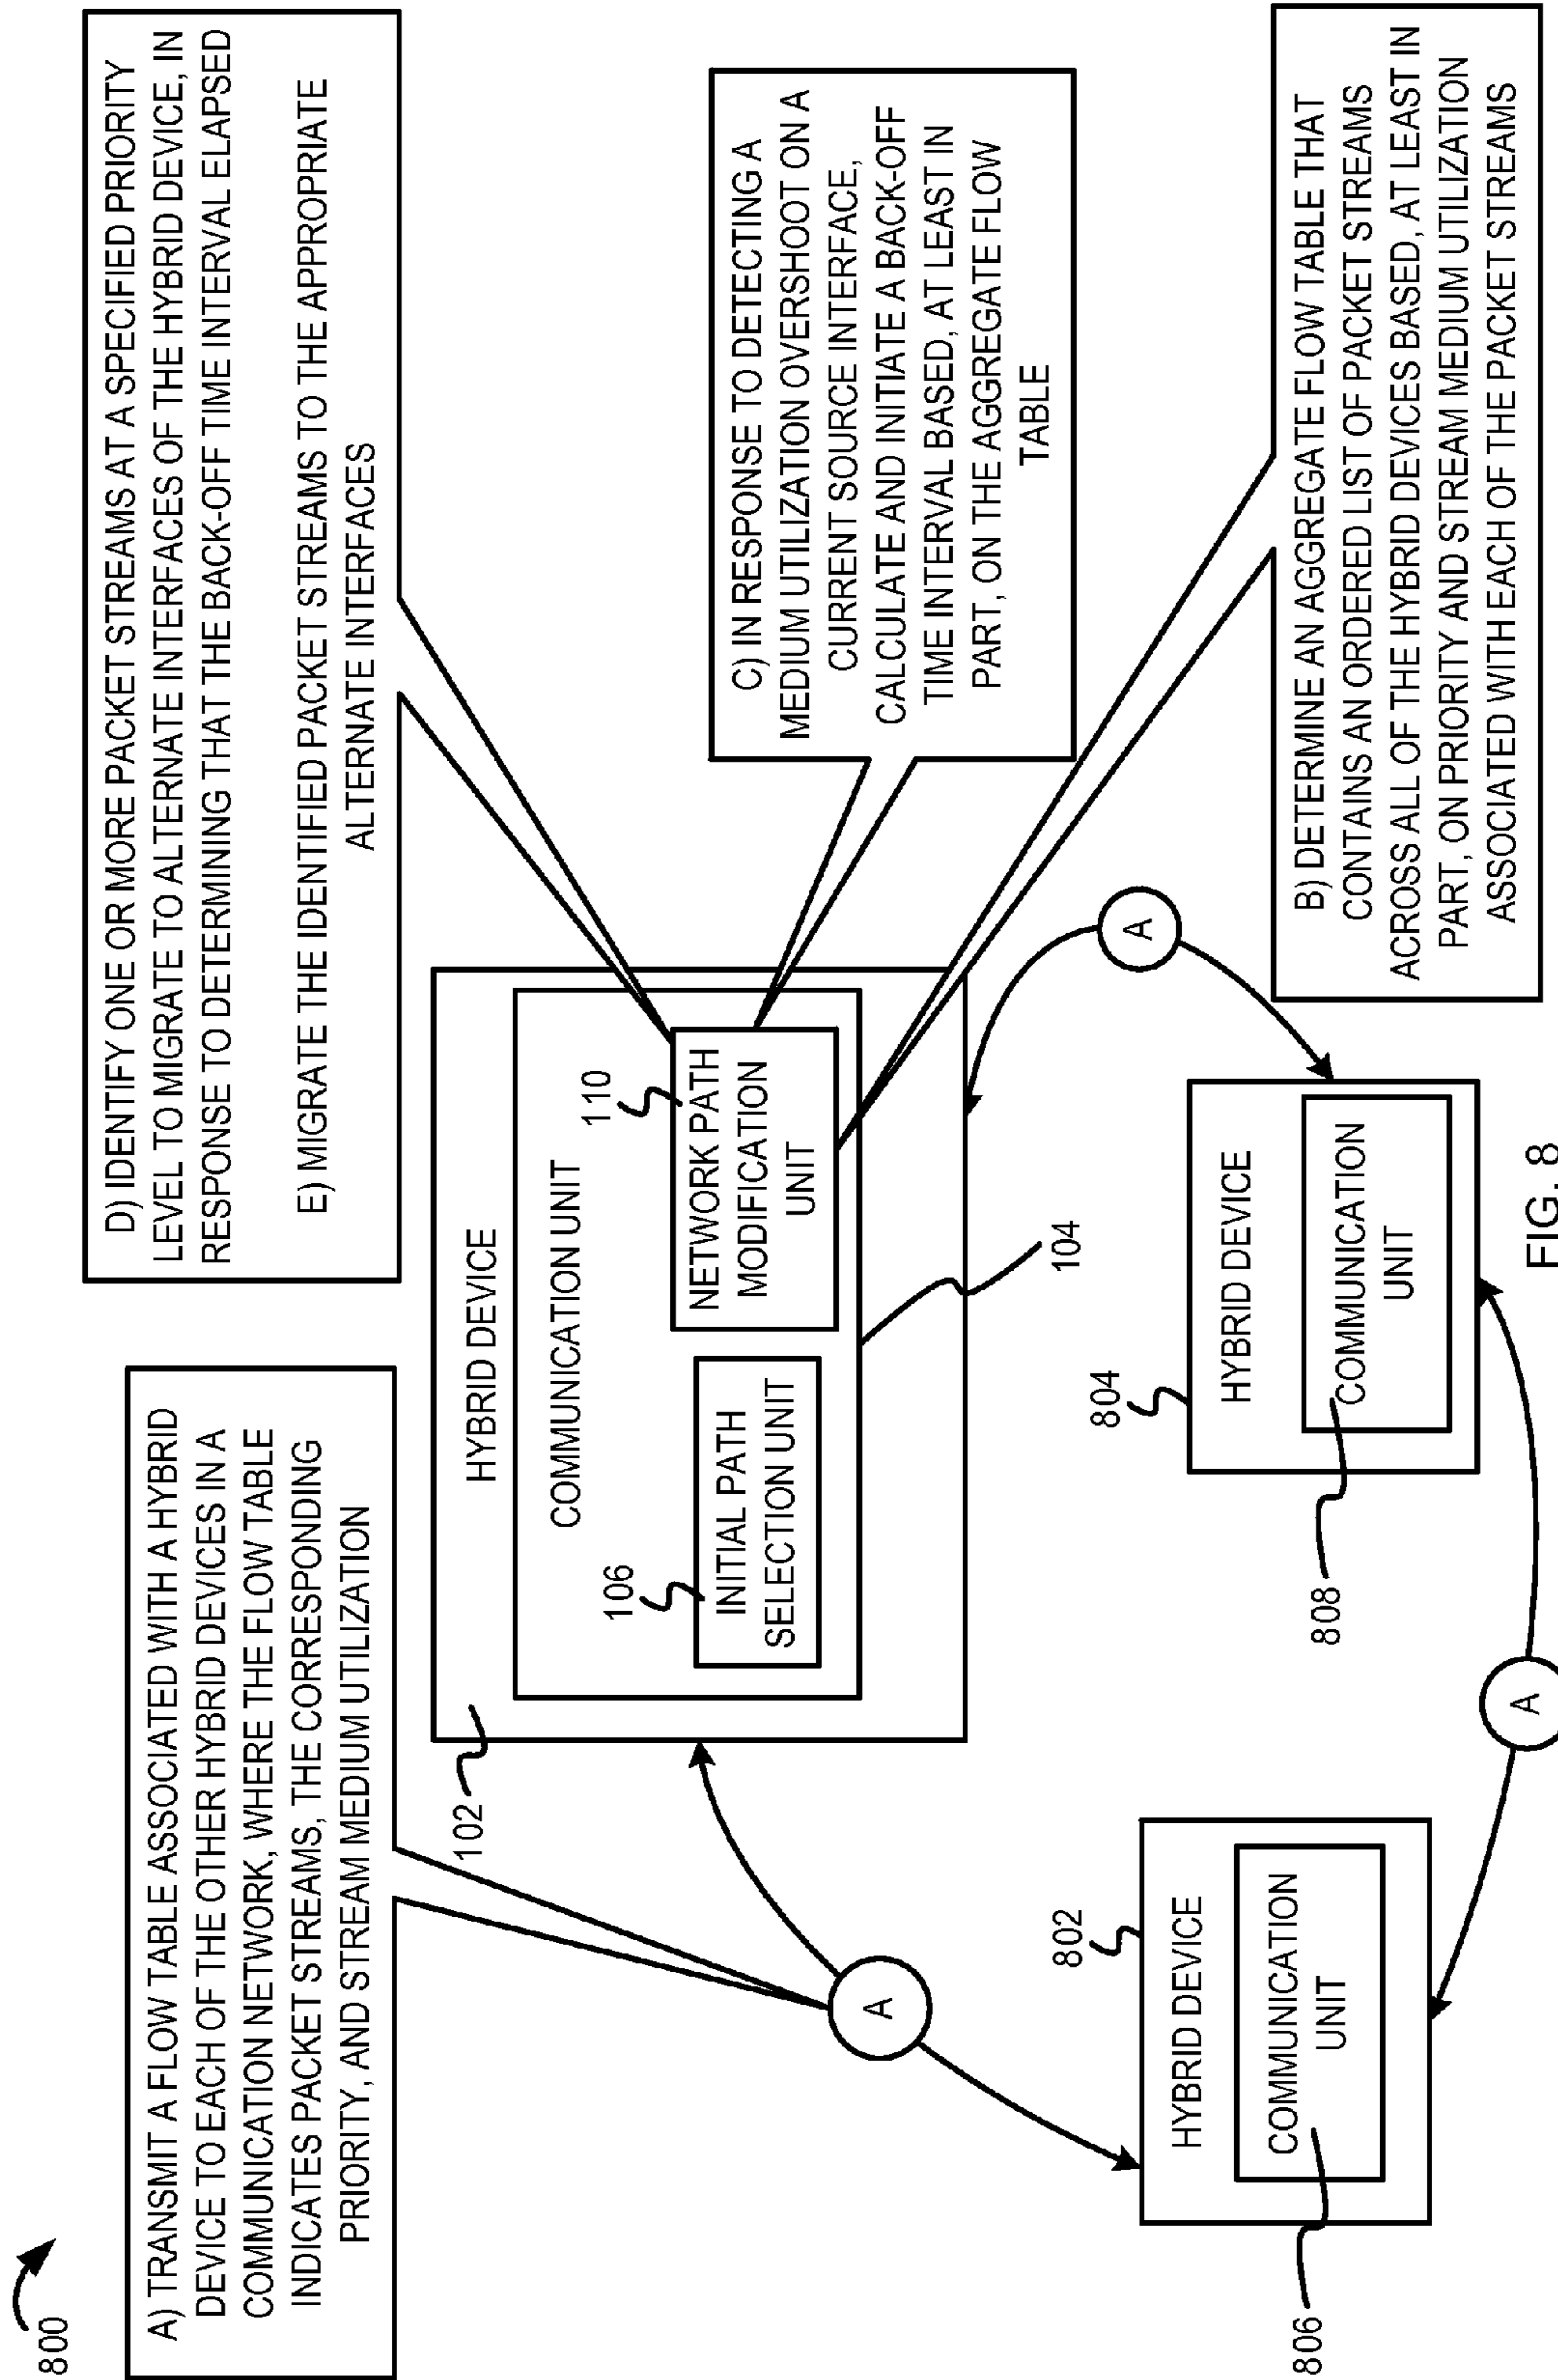 800
A) TRANSMIT A FLOW TABLE ASSOCIATED WITH A HYBRID
DEVICE TO EACH OF THE OTHER HYBRID DEVICES IN A
COMMUNICATION NETWORK, WHERE THE FLOW TABLE
INDICATES PACKET STREAMS, THE CORRESPONDING
PRIORITY, AND STREAM MEDIUM UTILIZATION
D) IDENTIFY ONE OR MORE PACKET STREAMS AT A SPECIFIED PRIORITY
LEVEL TO MIGRATE TO ALTERNATE INTERFACES OF THE HYBRID DEVICE, IN
RESPONSE TO DETERMINING THAT THE BACK-OFF TIME INTERVAL ELAPSED
E) MIGRATE THE IDENTIFIED PACKET STREAMS TO THE APPROPRIATE
ALTERNATE INTERFACES
102
HYBRID DEVICE
COMMUNICATION UNIT
106
INITIAL PATH
SELECTION UNIT
110
NETWORK PATH
MODIFICATION
UNIT
104
C) IN RESPONSE TO DETECTING A
MEDIUM UTILIZATION OVERSHOOT ON A
CURRENT SOURCE INTERFACE,
CALCULATE AND INITIATE A BACK-OFF
TIME INTERVAL BASED, AT LEAST IN
PART, ON THE AGGREGATE FLOW
TABLE
A
A
802
HYBRID DEVICE
COMMUNICATION
UNIT
806
804
HYBRID DEVICE
COMMUNICATION
UNIT
808
A
B) DETERMINE AN AGGREGATE FLOW TABLE THAT
CONTAINS AN ORDERED LIST OF PACKET STREAMS
ACROSS ALL OF THE HYBRID DEVICES BASED, AT LEAST IN
PART, ON PRIORITY AND STREAM MEDIUM UTILIZATION
ASSOCIATED WITH EACH OF THE PACKET STREAMS
FIG. 8